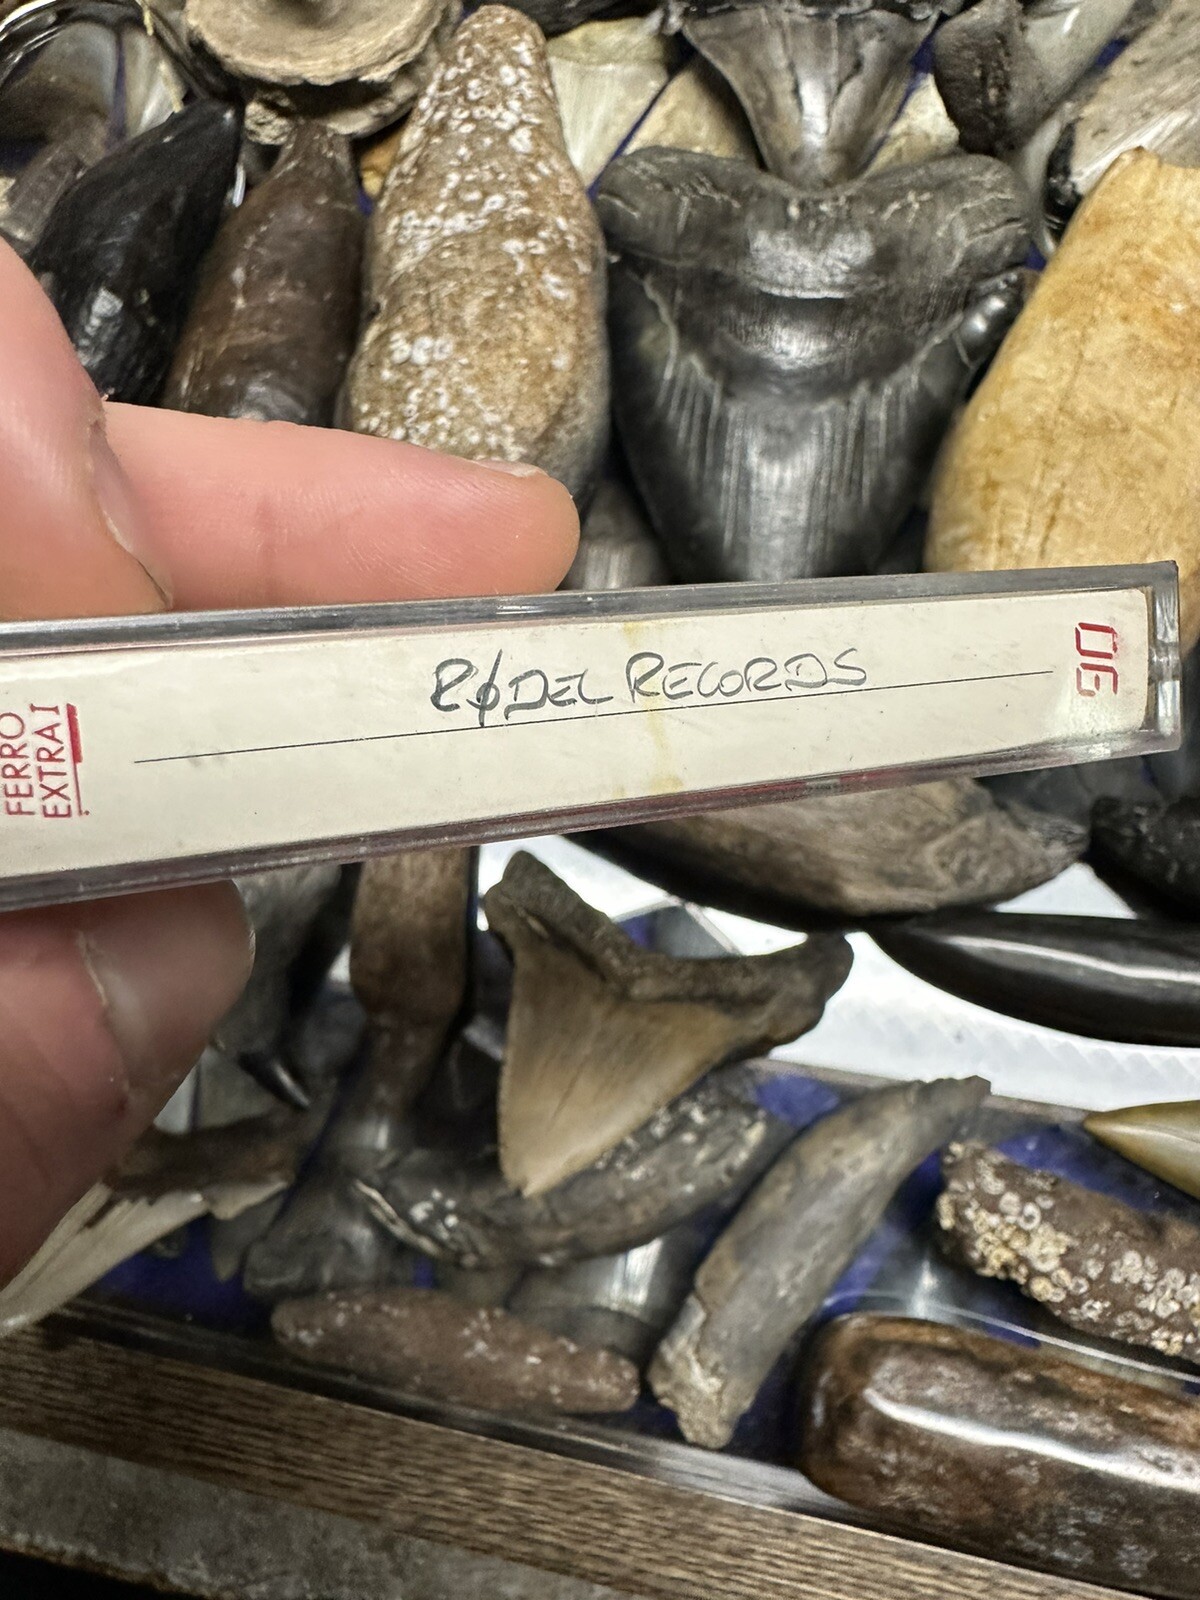 RØDEL RECORDS
90
FERRO
EXTRA I